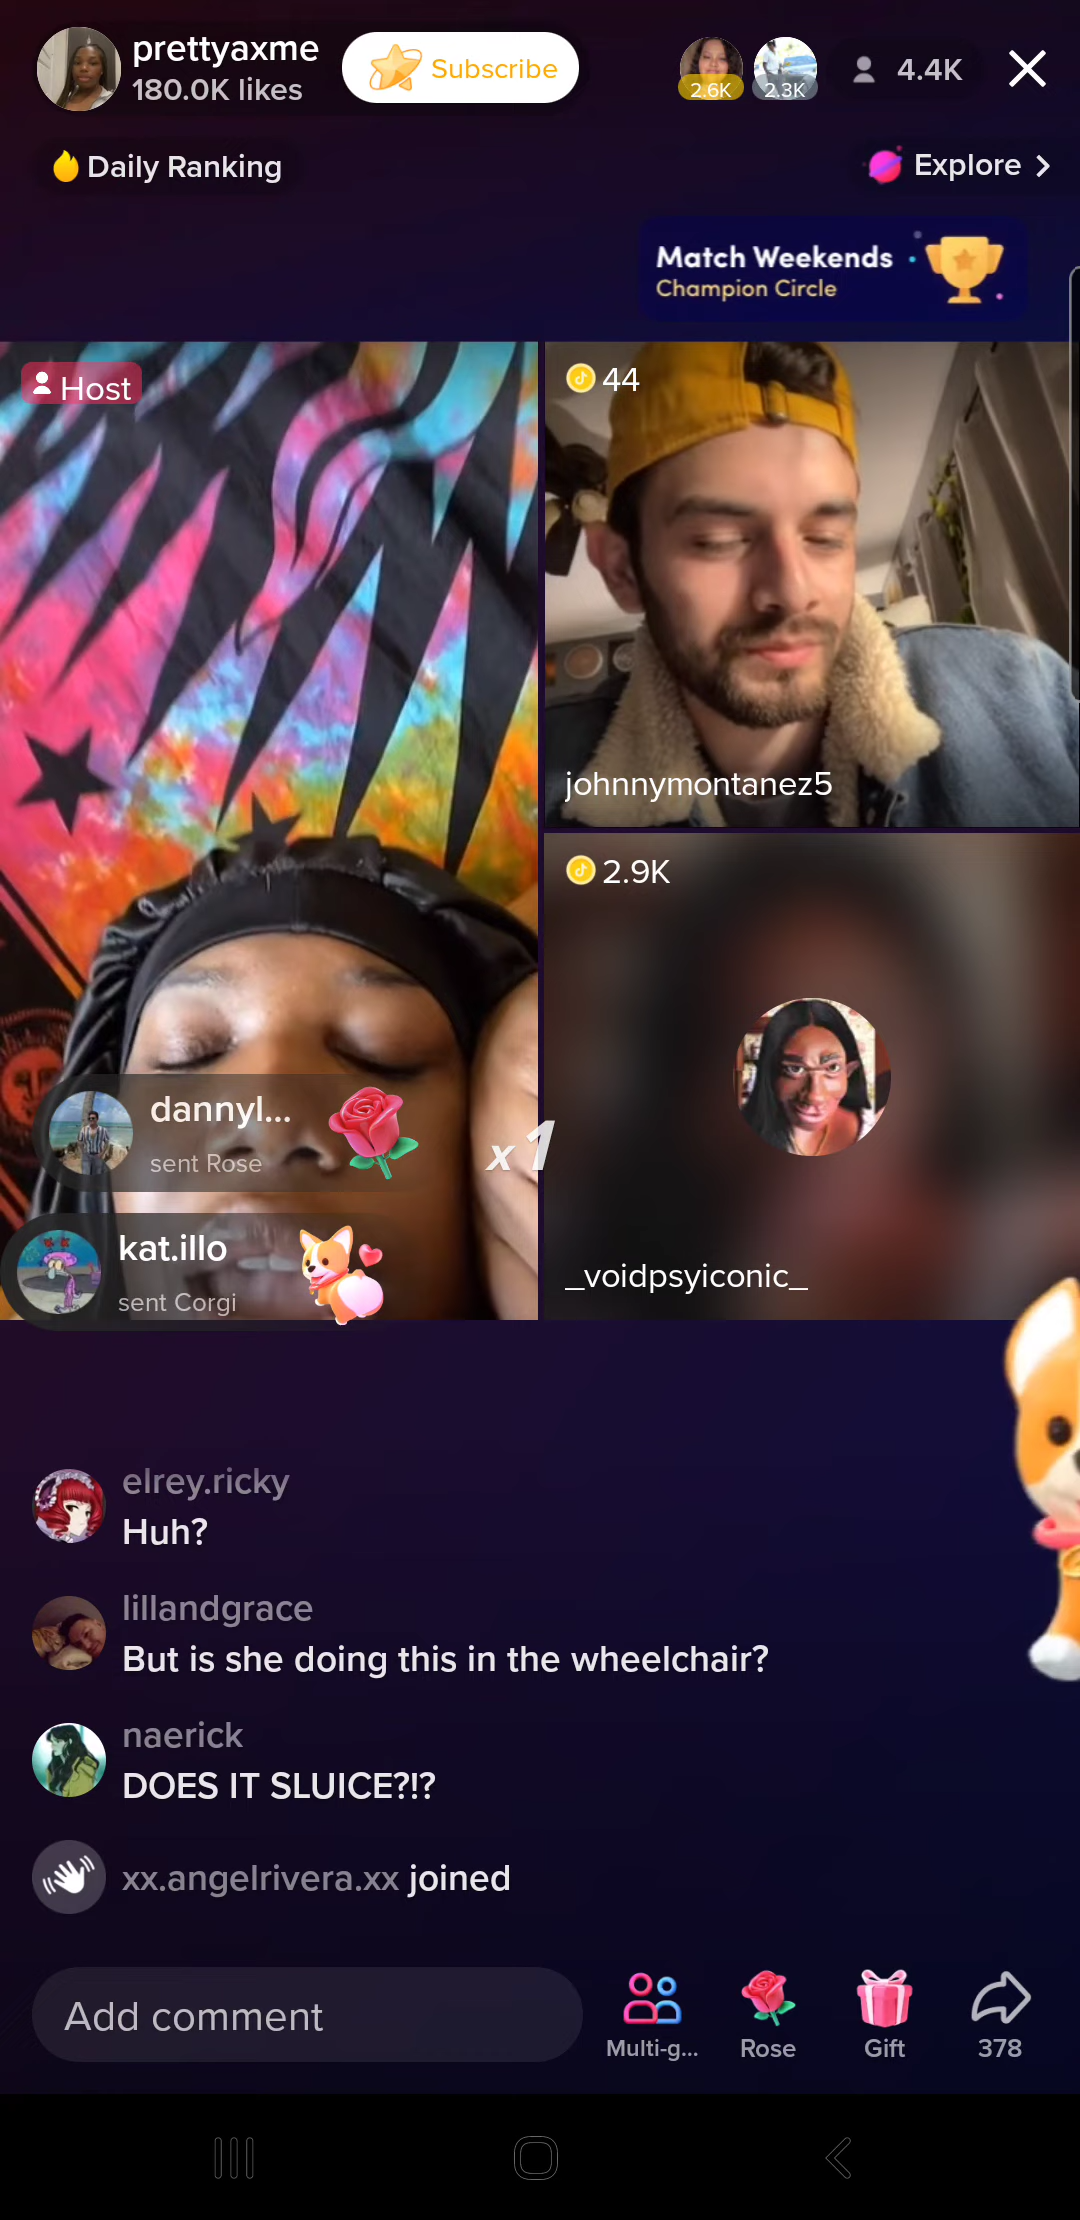 prettyaxme
180.0K likes
Subscribe
2.6K
2.3K
4.4K
Daily Ranking
Explore
Match Weekends
Champion Circle
Host
44
johnnymontanez5
2.9K
_voidpsyiconic_
dannyl...
sent Rose
x1
kat.illo
sent Corgi
elrey.ricky
Huh?
lillandgrace
But is she doing this in the wheelchair?
naerick
DOES IT SLUICE?!?
xx.angelrivera.xx joined
Add comment
Multi-g...
Rose
Gift
378